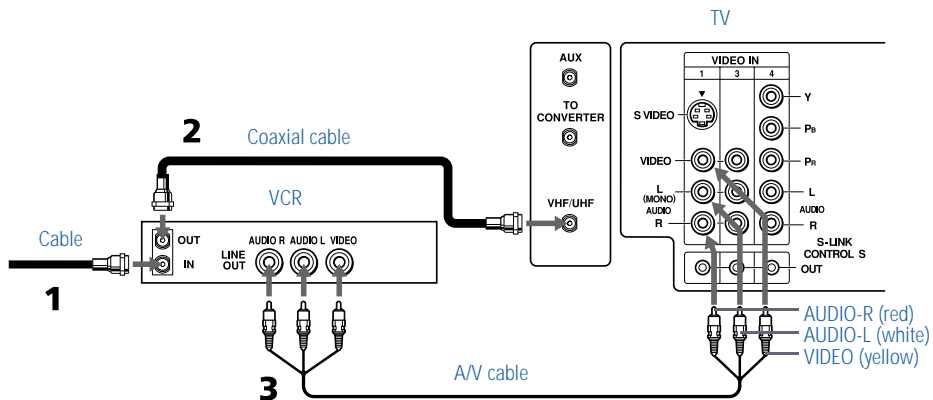 TV
AUX
TO
CONVERTER
VHF/UHF
VIDEO IN
1 3 4
S VIDEO
VIDEO
L
(MONO)
AUDIO
R
Y
PB
PR
L
AUDIO
R
S-LINK
CONTROL S
OUT
2
Coaxial cable
VCR
Cable
1
OUT
IN
AUDIO R AUDIO L VIDEO
LINE
OUT
3
A/V cable
AUDIO-R (red)
AUDIO-L (white)
VIDEO (yellow)